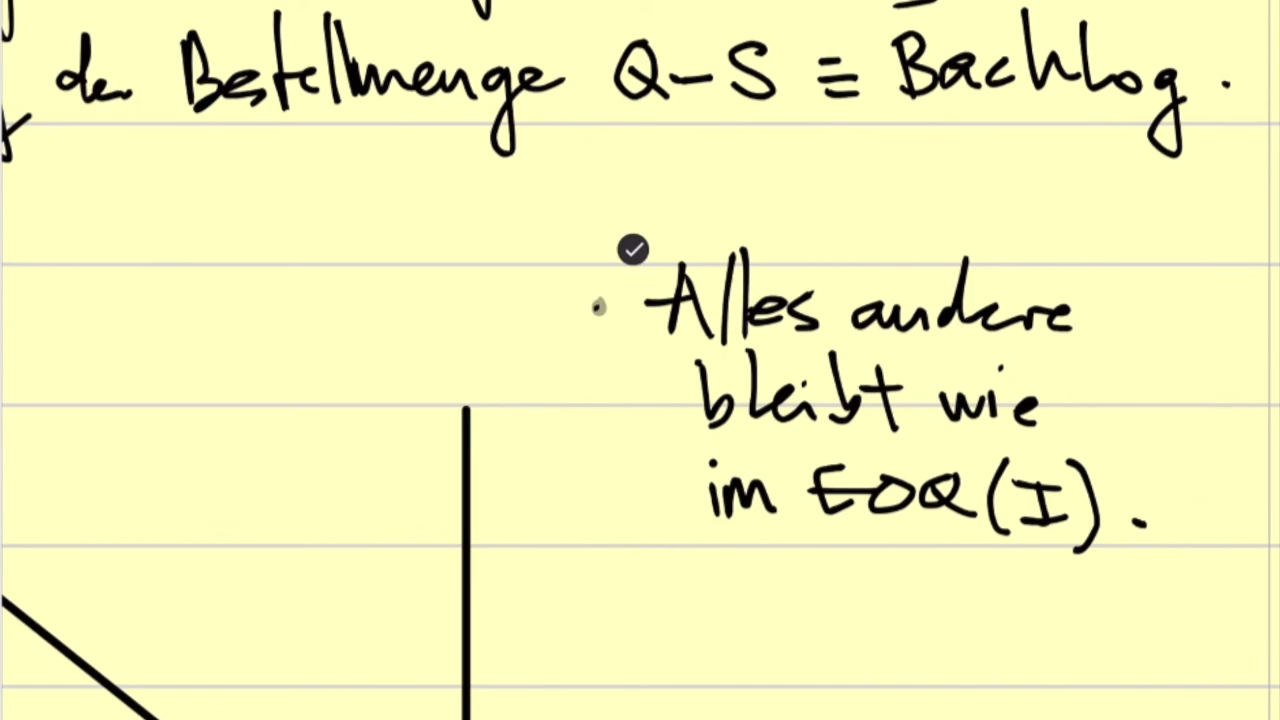 der Bestellmenge Q-S ≡ Backlog.
· Alles andere
bleibt wie
im EOQ(I).